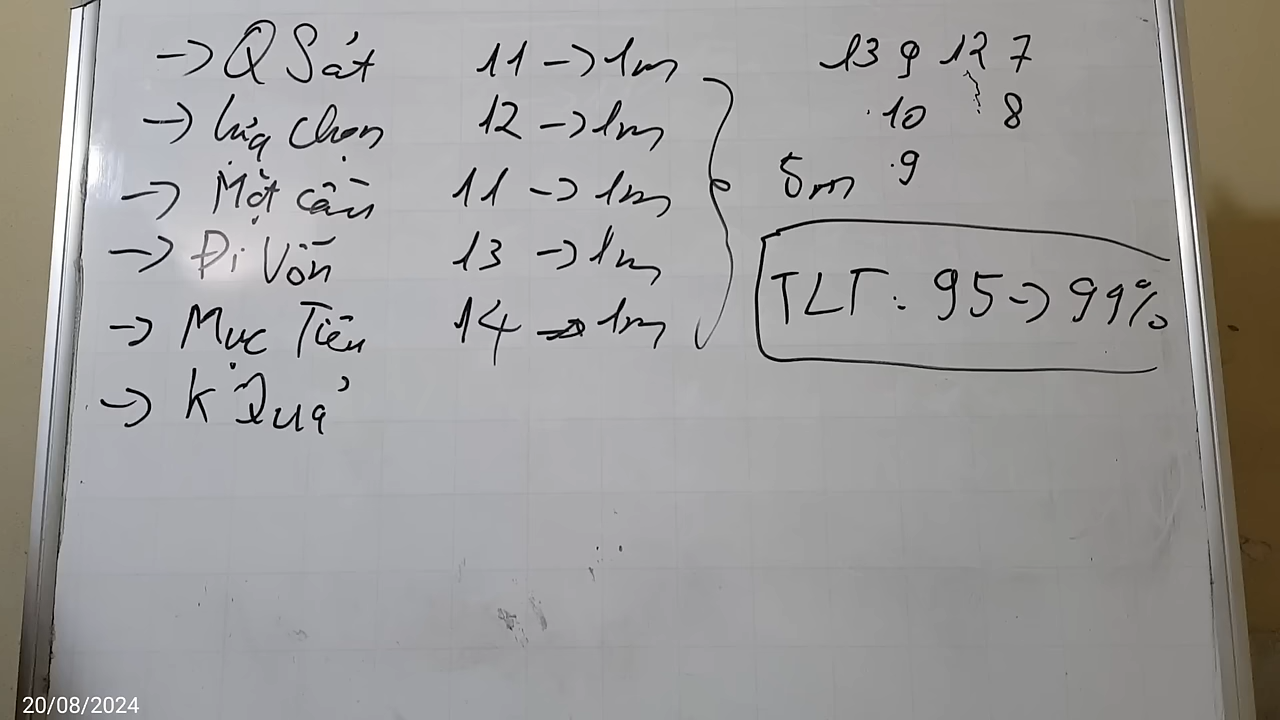 → Q Sát 11 → 1m
→ Lựa chọn 12 → 1m
→ Một cần 11 → 1m
→ Đi Vốn 13 → 1m
→ Mục Tiêu 14 → 1m
→ K Quả
13 9 12 7
10 8
5m 9
TLT: 95 → 99%
20/08/2024